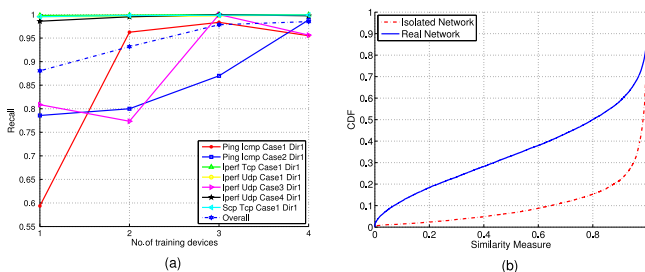 1
0.95
0.9
0.85
0.8
0.75
0.7
0.65
0.6
0.55
Recall
1
2
3
4
No.of training devices
Ping Icmp Case1 Dir1
Ping Icmp Case2 Dir1
Iperf Tcp Case1 Dir1
Iperf Udp Case1 Dir1
Iperf Udp Case3 Dir1
Iperf Udp Case4 Dir1
Scp Tcp Case1 Dir1
Overall
(a)
1
0.9
0.8
0.7
0.6
0.5
0.4
0.3
0.2
0.1
0
CDF
0
0.2
0.4
0.6
0.8
Similarity Measure
Isolated Network
Real Network
(b)